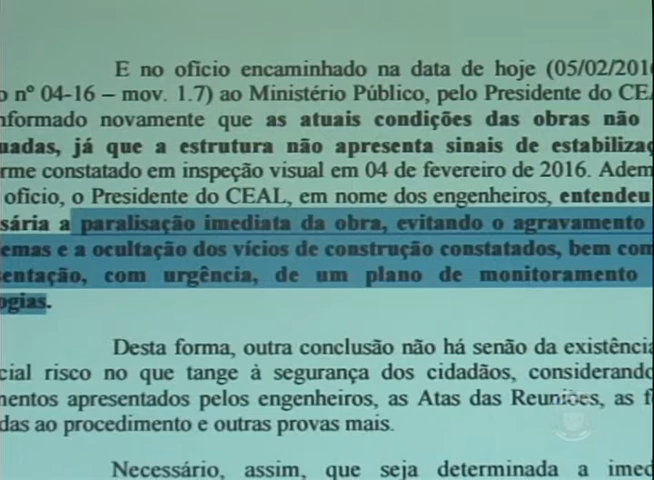 E no ofício encaminhado na data de hoje (05/02/201
nº 04-16 – mov. 1.7) ao Ministério Público, pelo Presidente do CEA
nformado novamente que as atuais condições das obras não
uadas, já que a estrutura não apresenta sinais de estabilizaç
rme constatado em inspeção visual em 04 de fevereiro de 2016. Adem
ofício, o Presidente do CEAL, em nome dos engenheiros, entendeu
sária a paralisação imediata da obra, evitando o agravamento
emas e a ocultação dos vícios de construção constatados, bem com
sentação, com urgência, de um plano de monitoramento
ogias.
Desta forma, outra conclusão não há senão da existência
cial risco no que tange à segurança dos cidadãos, considerando
mentos apresentados pelos engenheiros, as Atas das Reuniões, as f
das ao procedimento e outras provas mais.
Necessário, assim, que seja determinada a imed